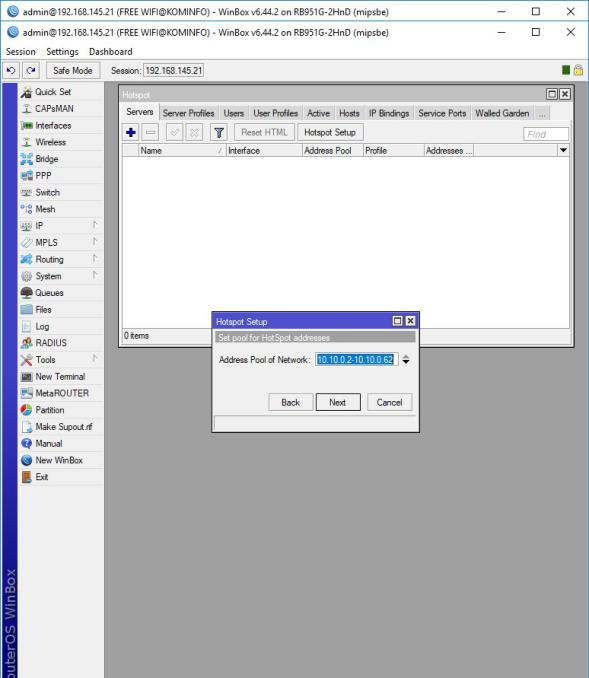 admin@192.168.145.21 (FREE WIFI@KOMINFO) - WinBox v6.44.2 on RB951G-2HnD (mipsbe)
admin@192.168.145.21 (FREE WIFI@KOMINFO) - WinBox v6.44.2 on RB951G-2HnD (mipsbe)
Session Settings Dashboard
Safe Mode Session: 192.168.145.21
Quick Set
CAPsMAN
Interfaces
Wireless
Bridge
PPP
Switch
Mesh
IP
MPLS
Routing
System
Queues
Files
Log
RADIUS
Tools
New Terminal
MetaROUTER
Partition
Make Supout.rif
Manual
New WinBox
Exit
Hotspot
Servers Server Profiles Users User Profiles Active Hosts IP Bindings Service Ports Walled Garden ...
Reset HTML Hotspot Setup Find
Name / Interface Address Pool Profile Addresses ...
0 items
Hotspot Setup
Set pool for HotSpot addresses
Address Pool of Network: 10.10.0.2-10.10.0.62
Back Next Cancel
outerOS WinBox